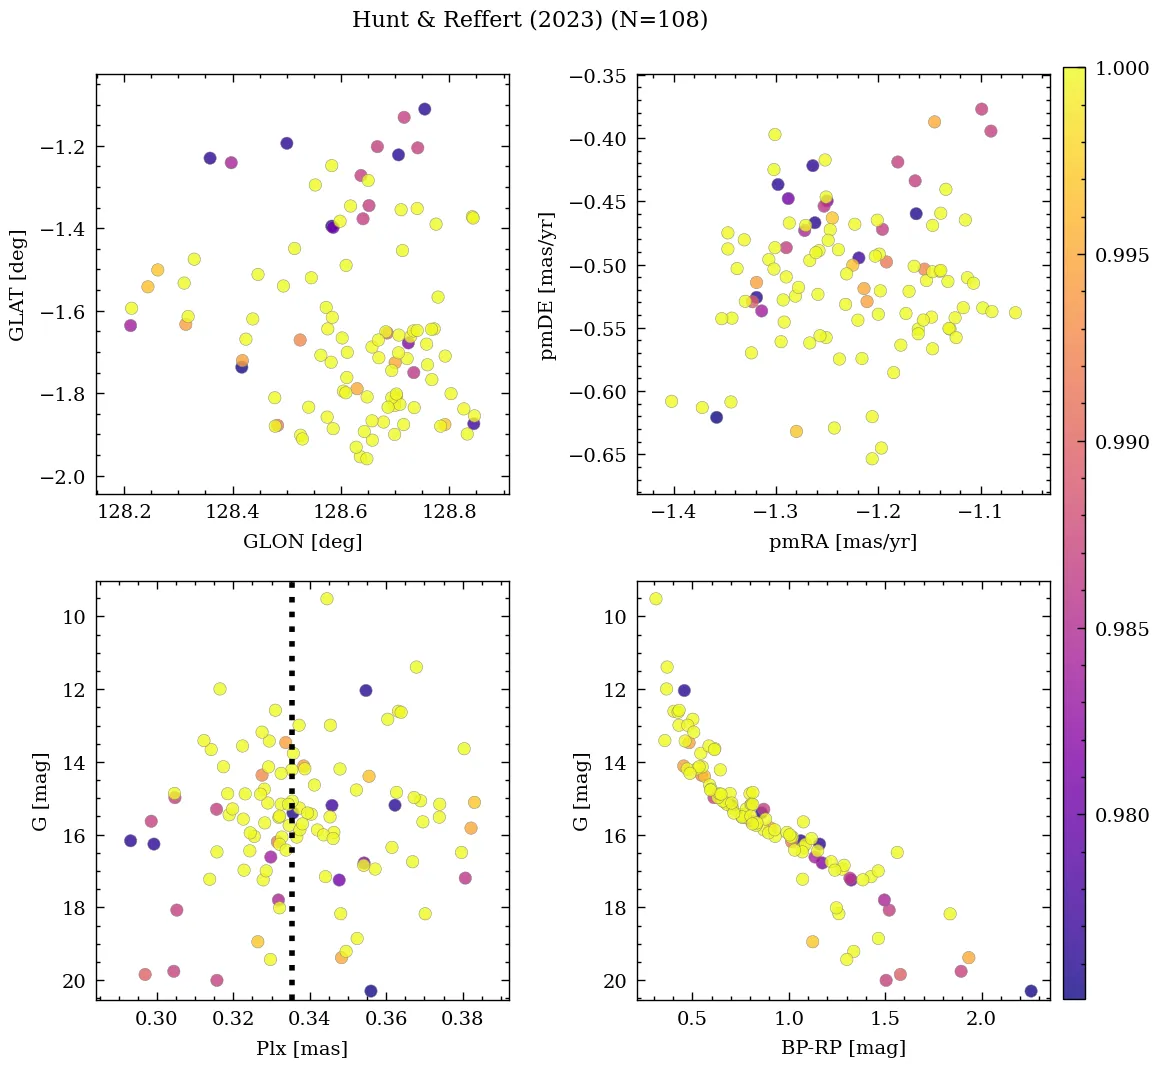 Hunt & Reffert (2023) (N=108)
−1.2
−1.4
−1.6
−1.8
−2.0
GLAT [deg]
128.2 128.4 128.6 128.8
GLON [deg]
−0.35
−0.40
−0.45
−0.50
−0.55
−0.60
−0.65
pmDE [mas/yr]
−1.4 −1.3 −1.2 −1.1
pmRA [mas/yr]
10
12
14
16
18
20
G [mag]
0.30 0.32 0.34 0.36 0.38
Plx [mas]
10
12
14
16
18
20
G [mag]
0.5 1.0 1.5 2.0
BP-RP [mag]
1.000
0.995
0.990
0.985
0.980